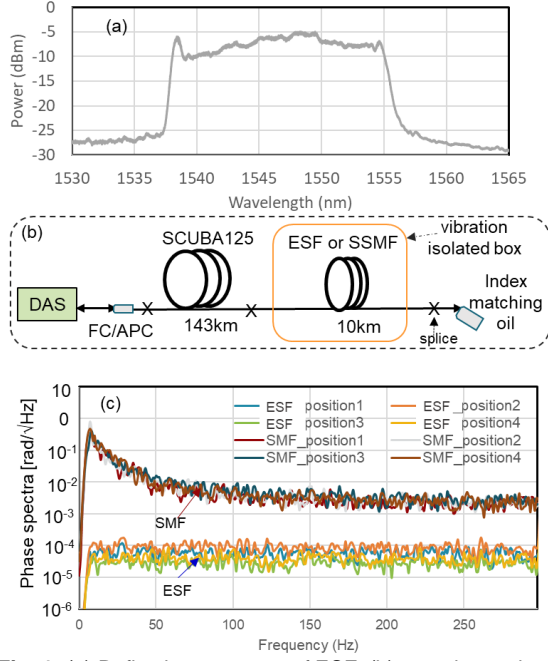 (a)
0
-5
-10
-15
-20
-25
-30
Power (dBm)
1530 1535 1540 1545 1550 1555 1560 1565
Wavelength (nm)
(b)
SCUBA125
ESF or SSMF
vibration
isolated box
DAS
FC/APC
143km
10km
splice
Index
matching
oil
(c)
10
0
10-1
10-2
10-3
10-4
10-5
10-6
Phase spectra [rad/√Hz]
ESF_position1 ESF_position2
ESF_position3 ESF_position4
SMF_position1 SMF_position2
SMF_position3 SMF_position4
SMF
ESF
0 50 100 150 200 250
Frequency (Hz)